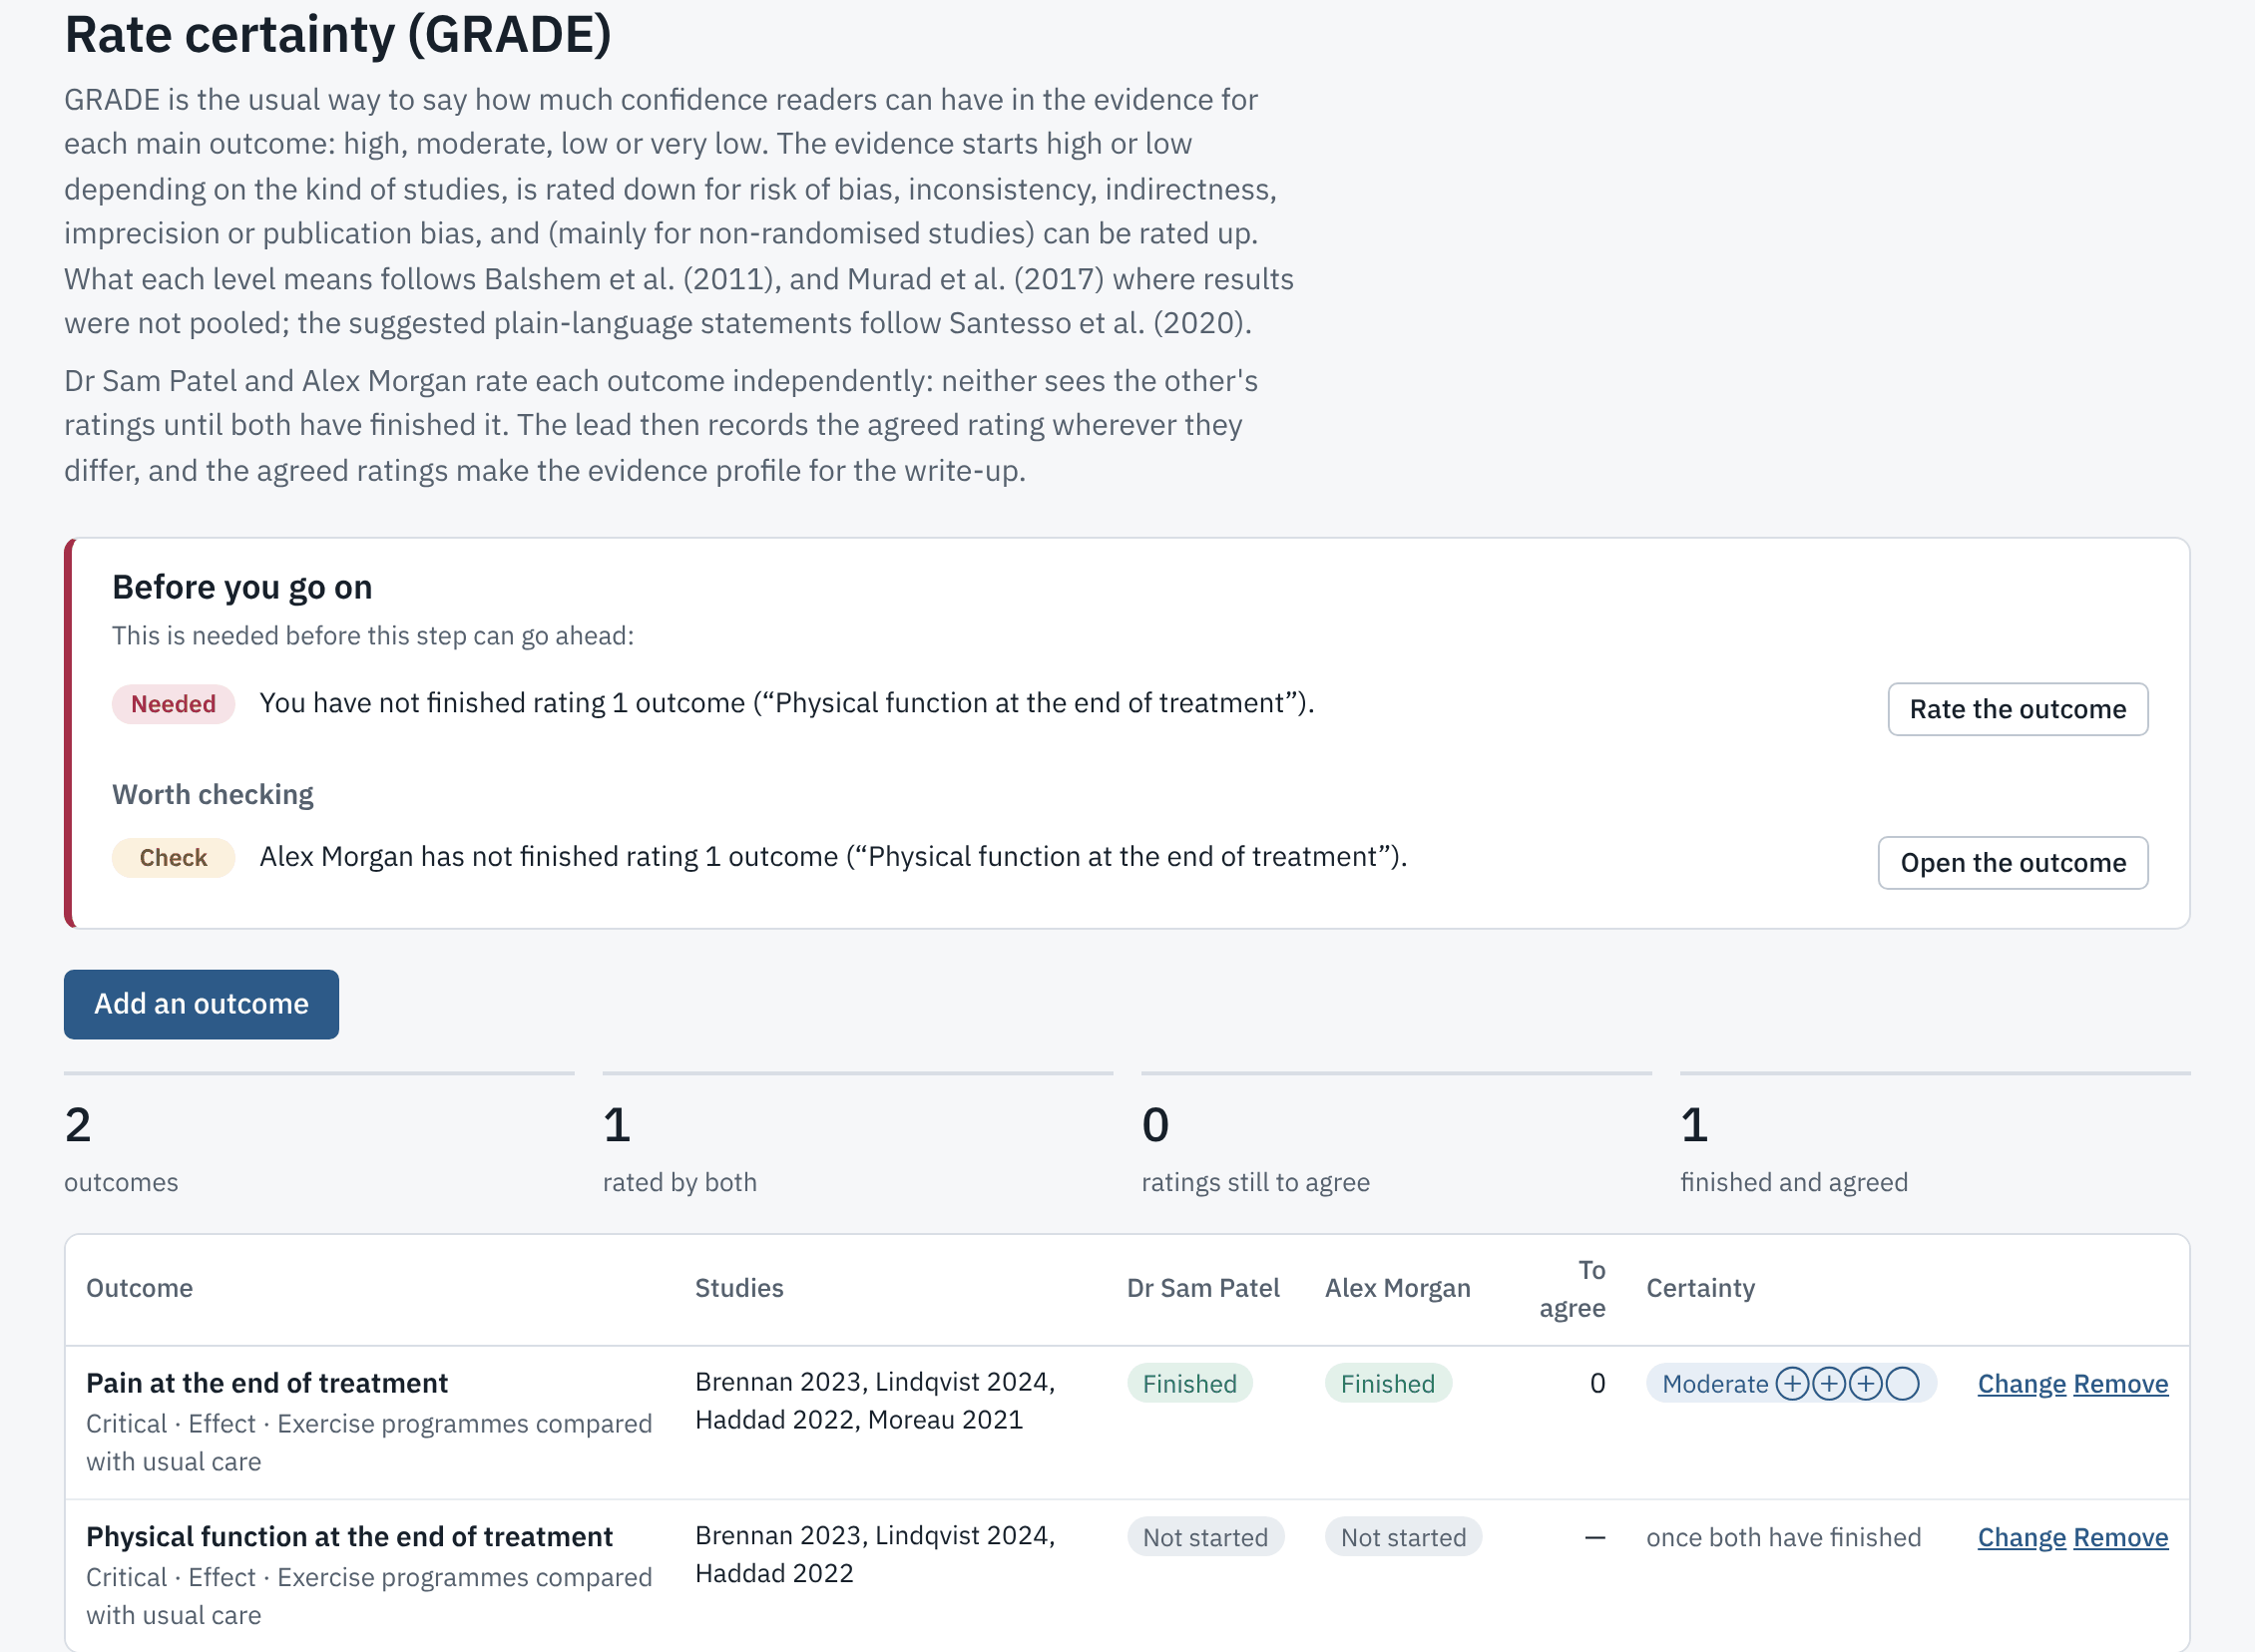 Rate certainty (GRADE)
GRADE is the usual way to say how much confidence readers can have in the evidence for
each main outcome: high, moderate, low or very low. The evidence starts high or low
depending on the kind of studies, is rated down for risk of bias, inconsistency, indirectness,
imprecision or publication bias, and (mainly for non-randomised studies) can be rated up.
What each level means follows Balshem et al. (2011), and Murad et al. (2017) where results
were not pooled; the suggested plain-language statements follow Santesso et al. (2020).
Dr Sam Patel and Alex Morgan rate each outcome independently: neither sees the other's
ratings until both have finished it. The lead then records the agreed rating wherever they
differ, and the agreed ratings make the evidence profile for the write-up.
Before you go on
This is needed before this step can go ahead:
Needed You have not finished rating 1 outcome (“Physical function at the end of treatment”). Rate the outcome
Worth checking
Check Alex Morgan has not finished rating 1 outcome (“Physical function at the end of treatment”). Open the outcome
Add an outcome
2 1 0 1
outcomes rated by both ratings still to agree finished and agreed
Outcome Studies Dr Sam Patel Alex Morgan To agree Certainty
Pain at the end of treatment Brennan 2023, Lindqvist 2024, Finished Finished 0 Moderate Change Remove
Critical · Effect · Exercise programmes compared Haddad 2022, Moreau 2021
with usual care
Physical function at the end of treatment Brennan 2023, Lindqvist 2024, Not started Not started — once both have finished Change Remove
Critical · Effect · Exercise programmes compared Haddad 2022
with usual care